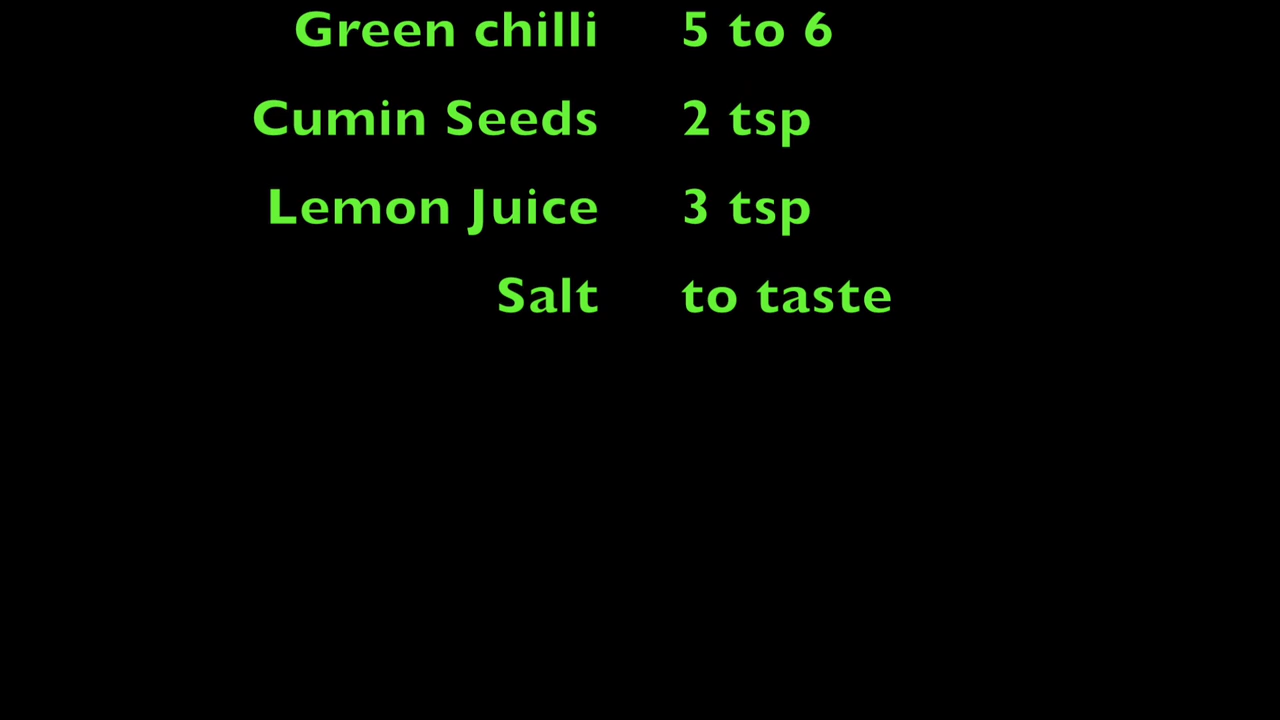 Green chilli 5 to 6
Cumin Seeds 2 tsp
Lemon Juice 3 tsp
Salt to taste